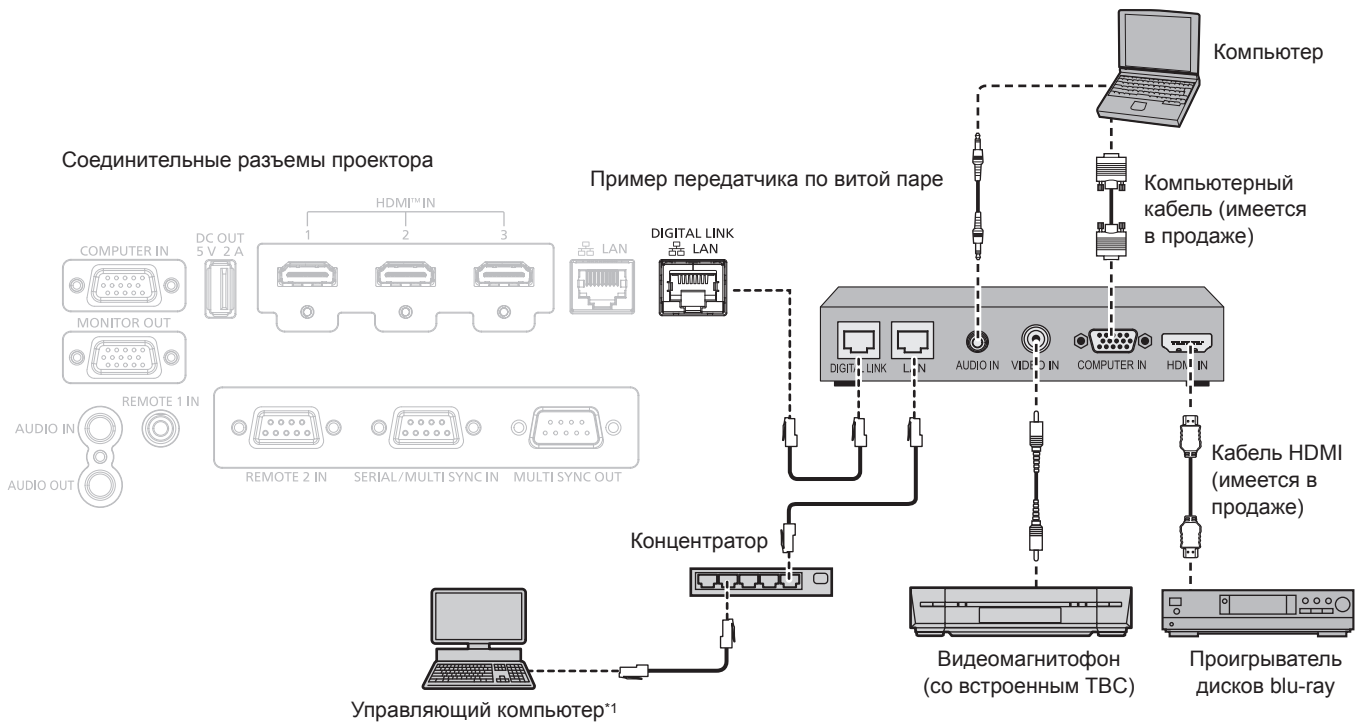 Компьютер
Соединительные разъемы проектора
Пример передатчика по витой паре
Компьютерный
кабель (имеется
в продаже)
HDMI™ IN
1 2 3
DC OUT
5 V 2 A
COMPUTER IN
LAN
DIGITAL LINK
LAN
MONITOR OUT
DIGITAL LINK LAN AUDIO IN VIDEO IN COMPUTER IN HDMI IN
REMOTE 1 IN
AUDIO IN
AUDIO OUT
REMOTE 2 IN SERIAL/MULTI SYNC IN MULTI SYNC OUT
Кабель HDMI
(имеется в
продаже)
Концентратор
Видеомагнитофон
(со встроенным TBC)
Проигрыватель
дисков blu-ray
Управляющий компьютер*1